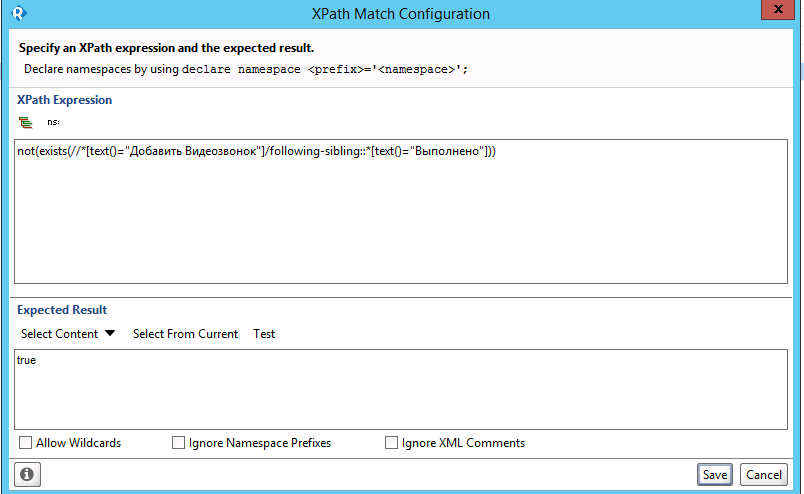 XPath Match Configuration
x
Specify an XPath expression and the expected result.
Declare namespaces by using declare namespace <prefix>='<namespace>';
XPath Expression
ns:
not(exists(//*[text()="Добавить Видеозвонок"]/following-sibling::*[text()="Выполнено"]))
Expected Result
Select Content Select From Current Test
true
Allow Wildcards Ignore Namespace Prefixes Ignore XML Comments
Save Cancel